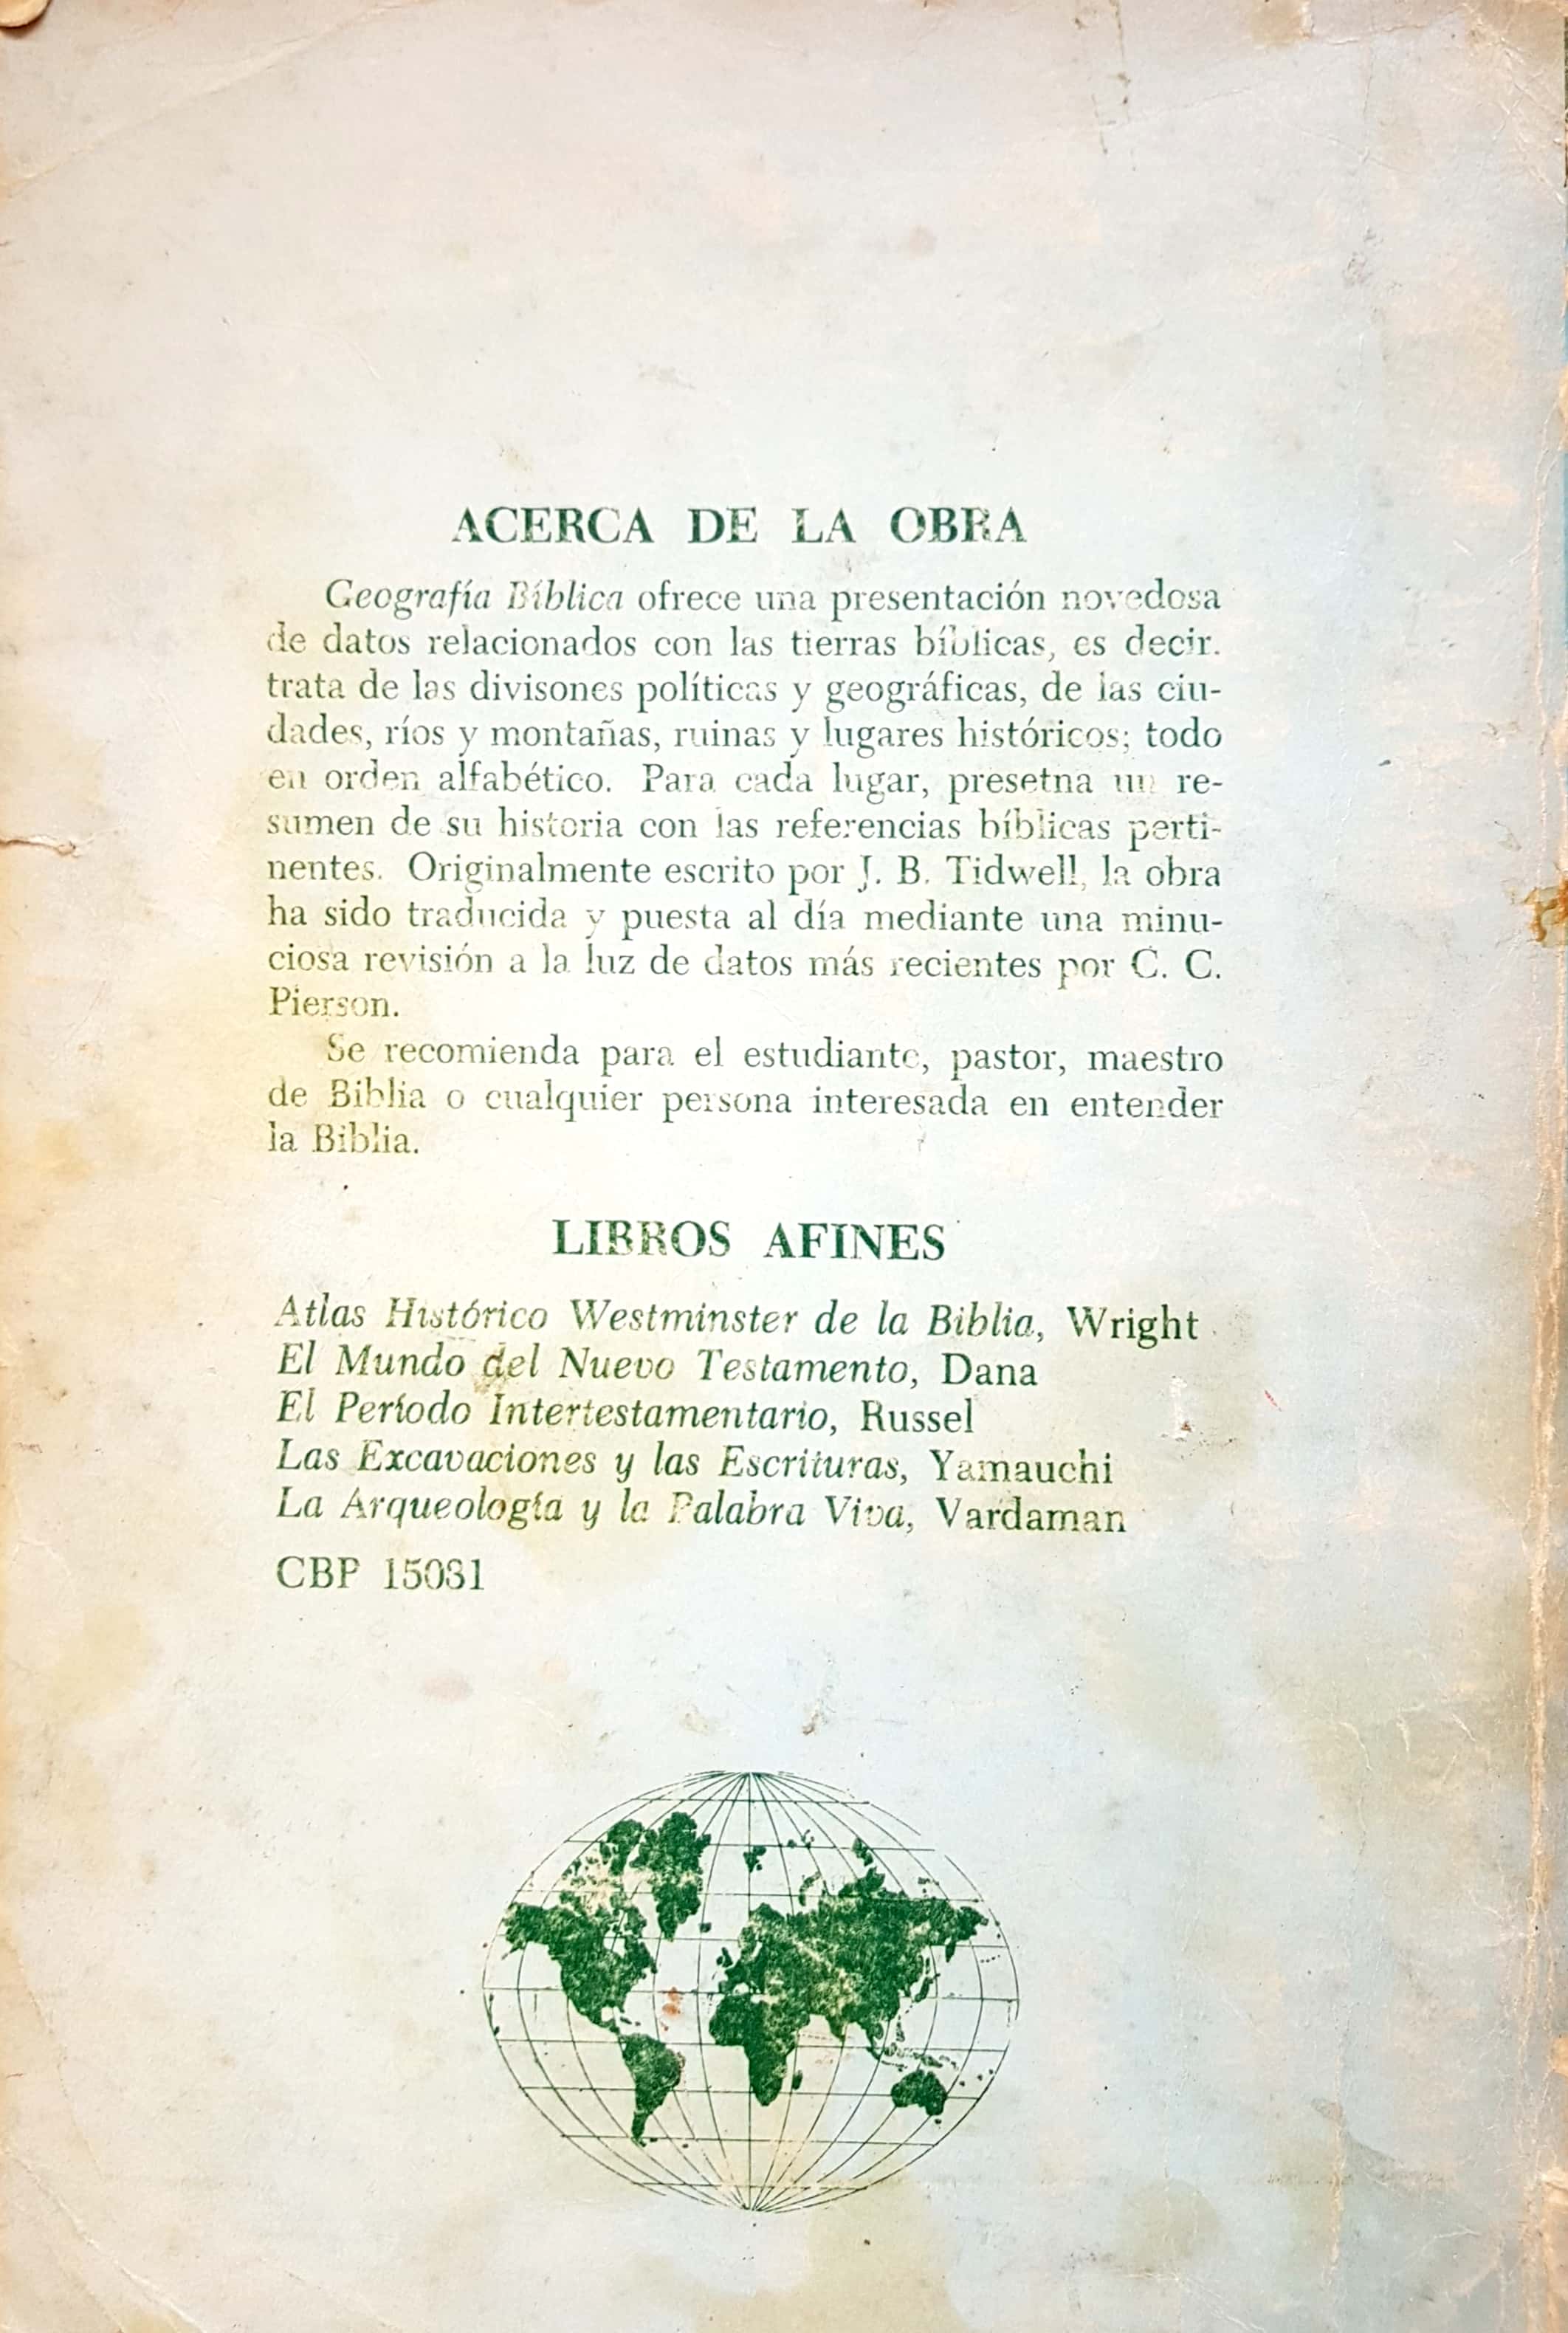 ACERCA DE LA OBRA
Geografía Bíblica ofrece una presentación novedosa
de datos relacionados con las tierras bíblicas, es decir.
trata de las divisones políticas y geográficas, de las ciu-
dades, ríos y montañas, ruinas y lugares históricos; todo
en orden alfabético. Para cada lugar, presetna un re-
sumen de su historia con las referencias bíblicas perti-
nentes. Originalmente escrito por J. B. Tidwell, la obra
ha sido traducida y puesta al día mediante una minu-
ciosa revisión a la luz de datos más recientes por C. C.
Pierson.
Se recomienda para el estudiante, pastor, maestro
de Biblia o cualquier persona interesada en entender
la Biblia.
LIBROS AFINES
Atlas Histórico Westminster de la Biblia, Wright
El Mundo del Nuevo Testamento, Dana
El Período Intertestamentario, Russel
Las Excavaciones y las Escrituras, Yamauchi
La Arqueología y la Palabra Viva, Vardaman
CBP 15031